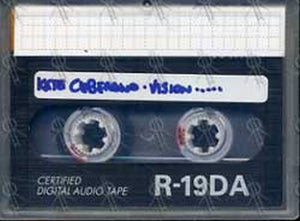 KATE CEBERANO - VISION .....
CERTIFIED
DIGITAL AUDIO TAPE
R-19DA